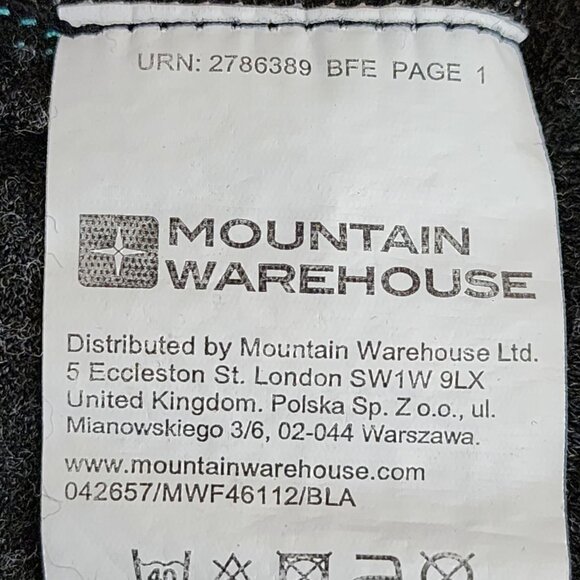 URN: 2786389 BFE PAGE 1
MOUNTAIN
WAREHOUSE
Distributed by Mountain Warehouse Ltd.
5 Eccleston St. London SW1W 9LX
United Kingdom. Polska Sp. Z o.o., ul.
Mianowskiego 3/6, 02-044 Warszawa.
www.mountainwarehouse.com
042657/MWF46112/BLA
40